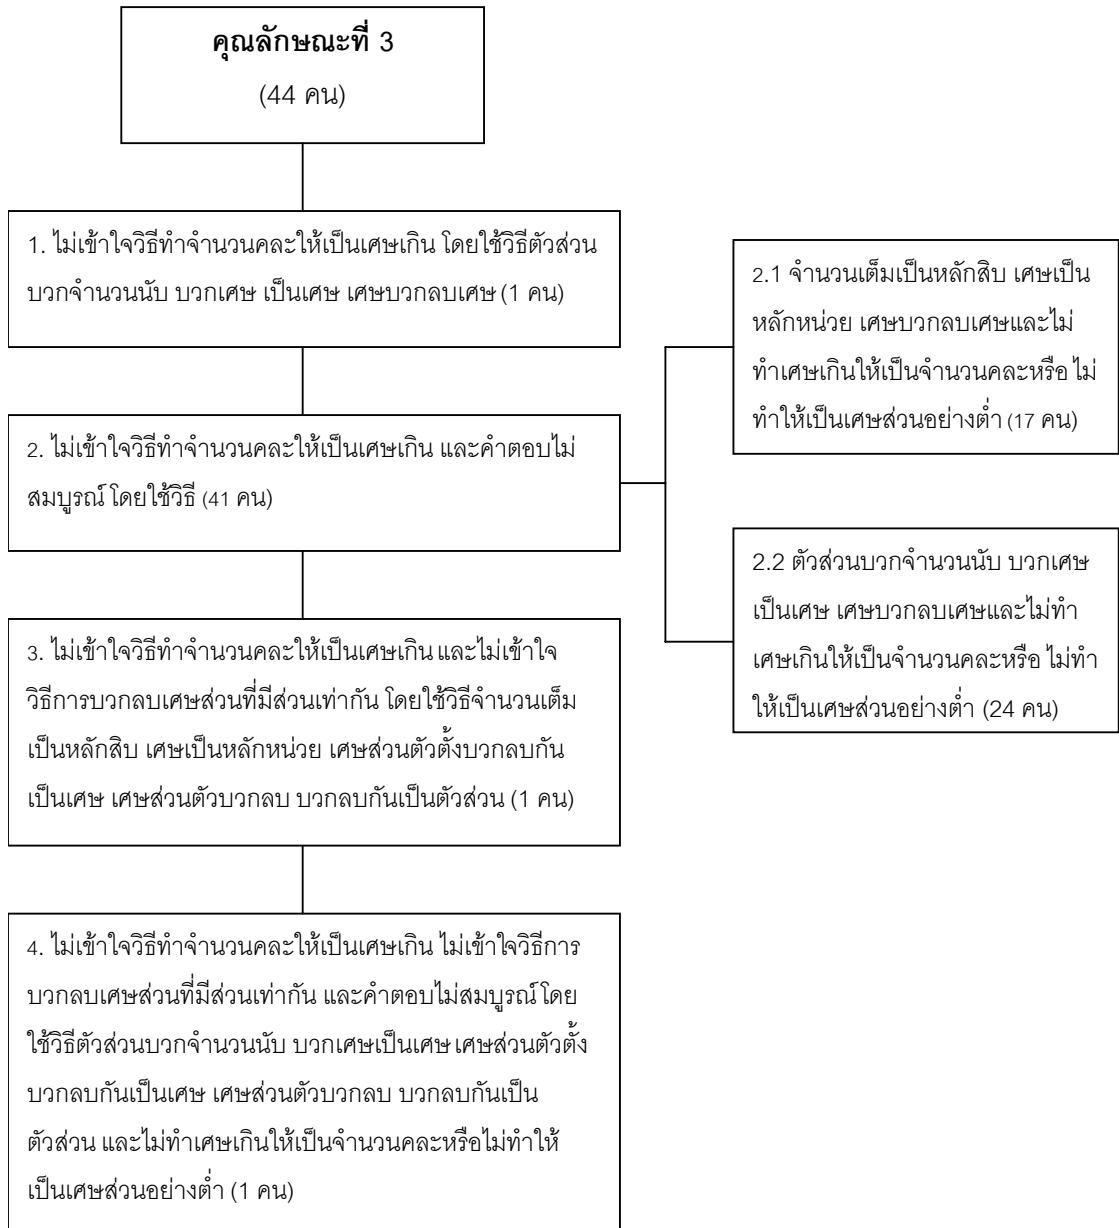 คุณลักษณะที่ 3
(44 คน)
1. ไม่เข้าใจวิธีทำจำนวนคละให้เป็นเศษเกิน โดยใช้วิธีตัวส่วน
บวกจำนวนนับ บวกเศษ เป็นเศษ เศษบวกลบเศษ (1 คน)
2. ไม่เข้าใจวิธีทำจำนวนคละให้เป็นเศษเกิน และคำตอบไม่
สมบูรณ์ โดยใช้วิธี (41 คน)
2.1 จำนวนเต็มเป็นหลักสิบ เศษเป็น
หลักหน่วย เศษบวกลบเศษและไม่
ทำเศษเกินให้เป็นจำนวนคละหรือ ไม่
ทำให้เป็นเศษส่วนอย่างต่ำ (17 คน)
2.2 ตัวส่วนบวกจำนวนนับ บวกเศษ
เป็นเศษ เศษบวกลบเศษและไม่ทำ
เศษเกินให้เป็นจำนวนคละหรือ ไม่ทำ
ให้เป็นเศษส่วนอย่างต่ำ (24 คน)
3. ไม่เข้าใจวิธีทำจำนวนคละให้เป็นเศษเกิน และไม่เข้าใจ
วิธีการบวกลบเศษส่วนที่มีส่วนเท่ากัน โดยใช้วิธีจำนวนเต็ม
เป็นหลักสิบ เศษเป็นหลักหน่วย เศษส่วนตัวตั้งบวกลบกัน
เป็นเศษ เศษส่วนตัวบวกลบ บวกลบกันเป็นตัวส่วน (1 คน)
4. ไม่เข้าใจวิธีทำจำนวนคละให้เป็นเศษเกิน ไม่เข้าใจวิธีการ
บวกลบเศษส่วนที่มีส่วนเท่ากัน และคำตอบไม่สมบูรณ์ โดย
ใช้วิธีตัวส่วนบวกจำนวนนับ บวกเศษเป็นเศษ เศษส่วนตัวตั้ง
บวกลบกันเป็นเศษ เศษส่วนตัวบวกลบ บวกลบกันเป็น
ตัวส่วน และไม่ทำเศษเกินให้เป็นจำนวนคละหรือไม่ทำให้
เป็นเศษส่วนอย่างต่ำ (1 คน)